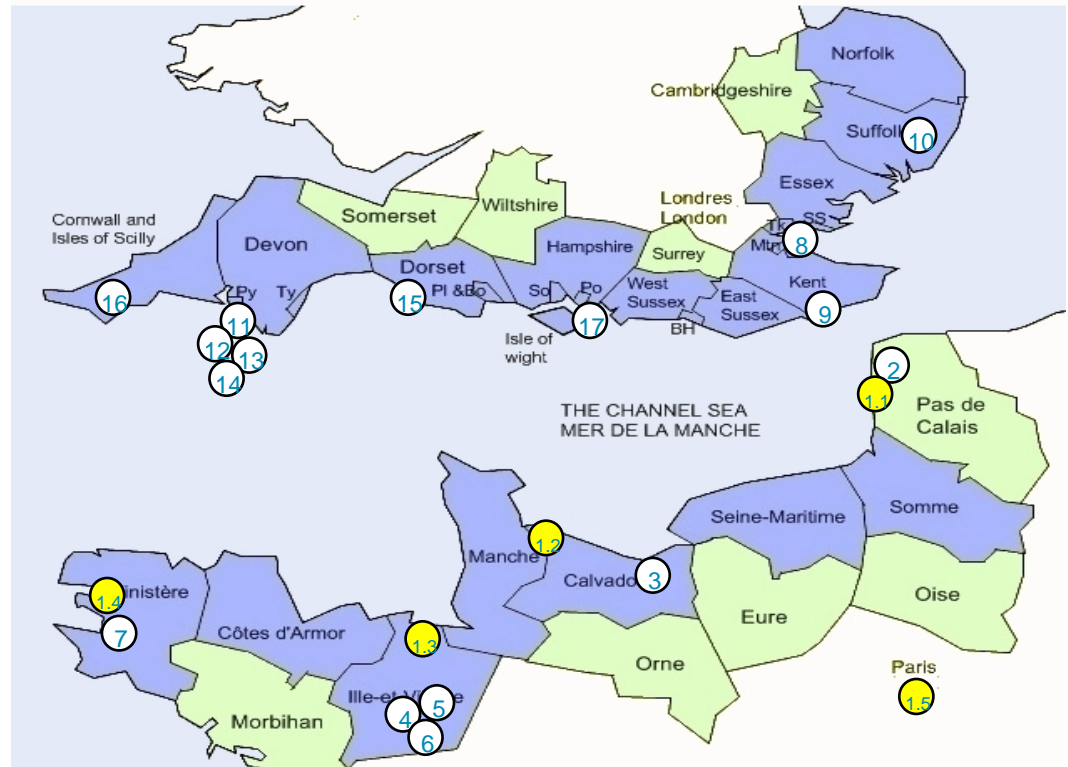 Norfolk
Cambridgeshire
Suffolk
10
Essex
Londres
London
Wiltshire
Somerset
Cornwall and
Isles of Scilly
Devon
Hampshire
Surrey
Tk
SS
8
Mtn
Kent
Dorset
Pl &Bo
So
Po
West
Sussex
East
Sussex
BH
9
Py
Ty
16
15
17
11
12
13
14
Isle of
wight
2
1.1
Pas de
Calais
THE CHANNEL SEA
MER DE LA MANCHE
Somme
Seine-Maritime
1.2
Manche
Calvado
3
Oise
Eure
1.4
inistère
7
Côtes d'Armor
1.3
Orne
Paris
1.5
Ille-et-Vilaine
4
5
6
Morbihan